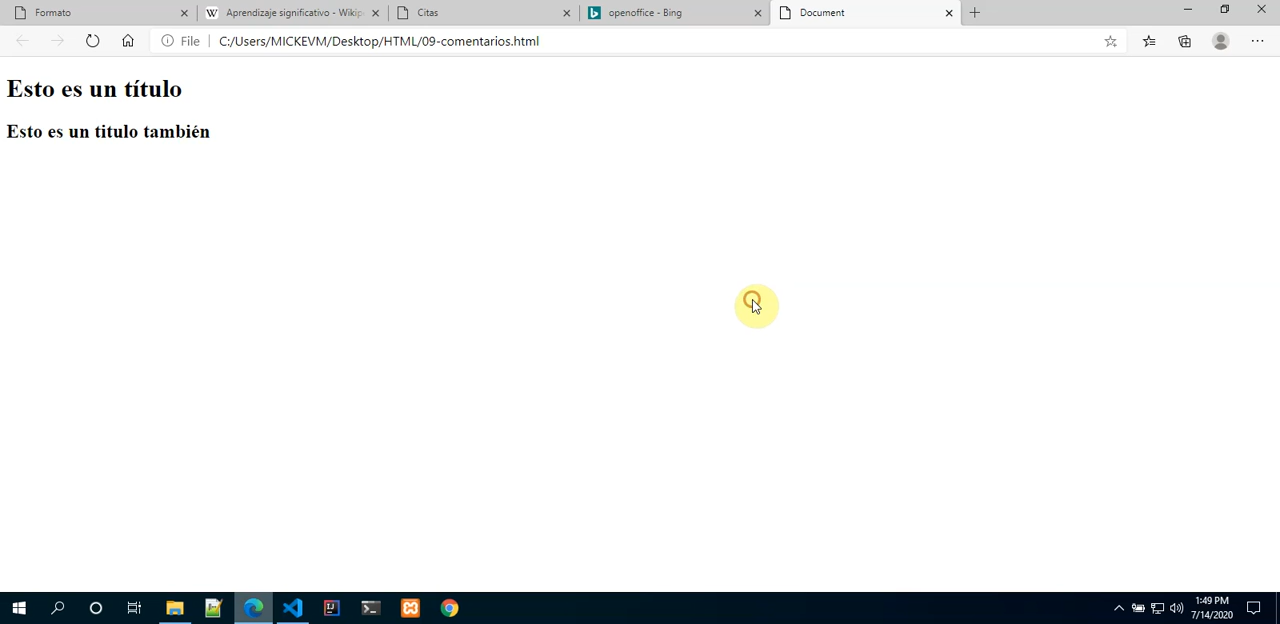 Formato
Aprendizaje significativo - Wikip
Citas
openoffice - Bing
Document
File
C:/Users/MICKEVM/Desktop/HTML/09-comentarios.html
Esto es un título
Esto es un titulo también
1:49 PM
7/14/2020